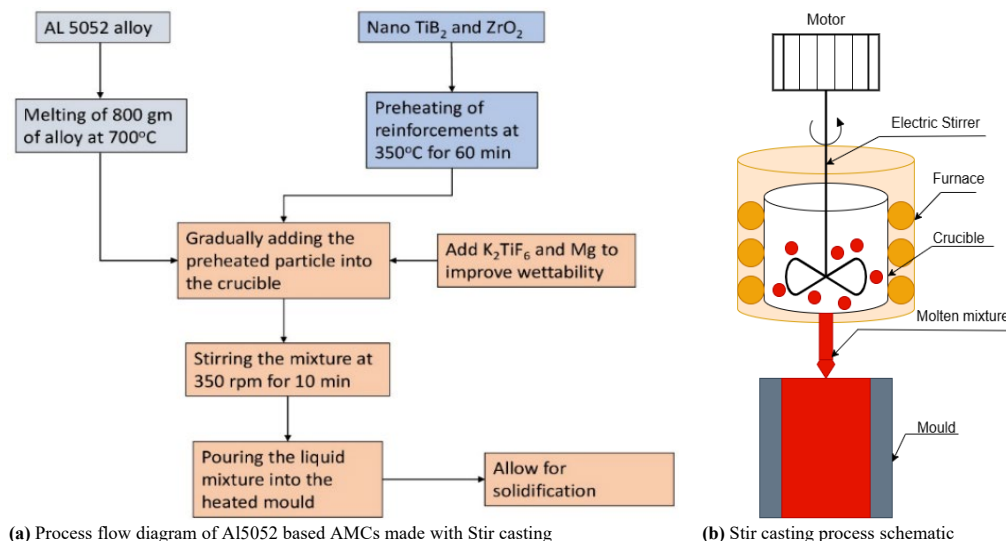 AL 5052 alloy
Nano TiB₂ and ZrO₂
Melting of 800 gm
of alloy at 700°C
Preheating of
reinforcements at
350°C for 60 min
Gradually adding the
preheated particle into
the crucible
Add K₂TiF₆ and Mg to
improve wettability
Stirring the mixture at
350 rpm for 10 min
Pouring the liquid
mixture into the
heated mould
Allow for
solidification
(a) Process flow diagram of Al5052 based AMCs made with Stir casting
Motor
Electric Stirrer
Furnace
Crucible
Molten mixture
Mould
(b) Stir casting process schematic